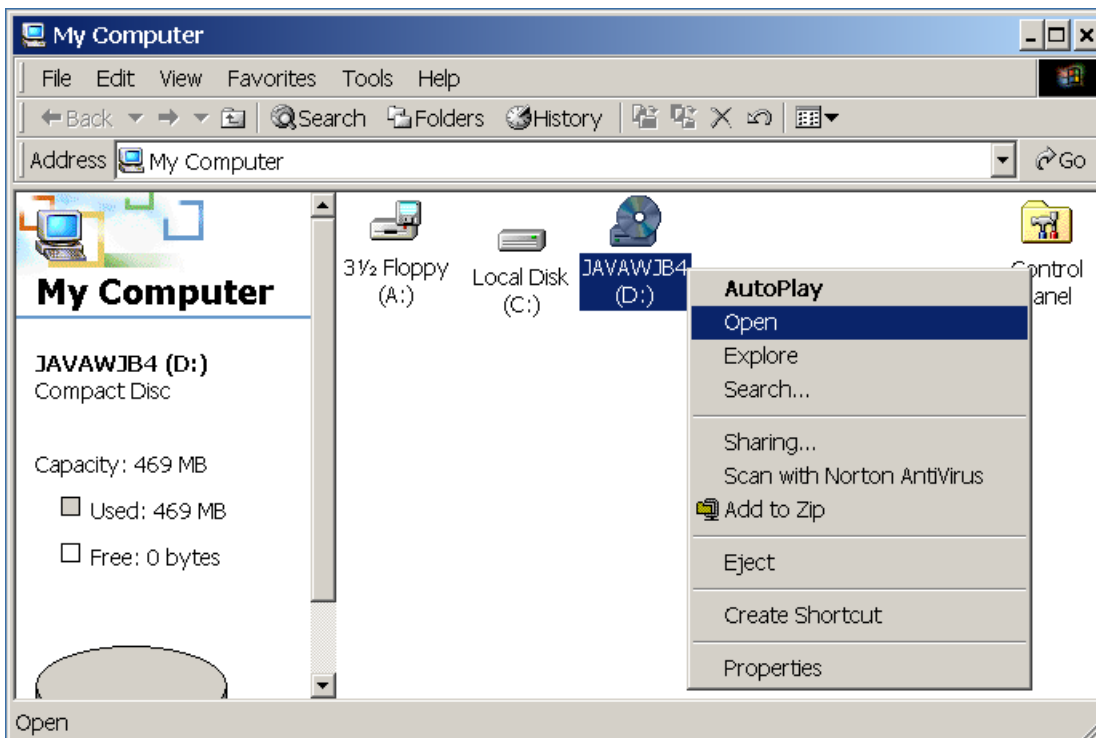 My Computer
File Edit View Favorites Tools Help
Back Search Folders History
Address My Computer Go
My Computer
JAVAWJB4 (D:)
Compact Disc
Capacity: 469 MB
Used: 469 MB
Free: 0 bytes
3½ Floppy
(A:)
Local Disk
(C:)
JAVAWJB4
(D:)
Control
anel
AutoPlay
Open
Explore
Search...
Sharing...
Scan with Norton AntiVirus
Add to Zip
Eject
Create Shortcut
Properties
Open